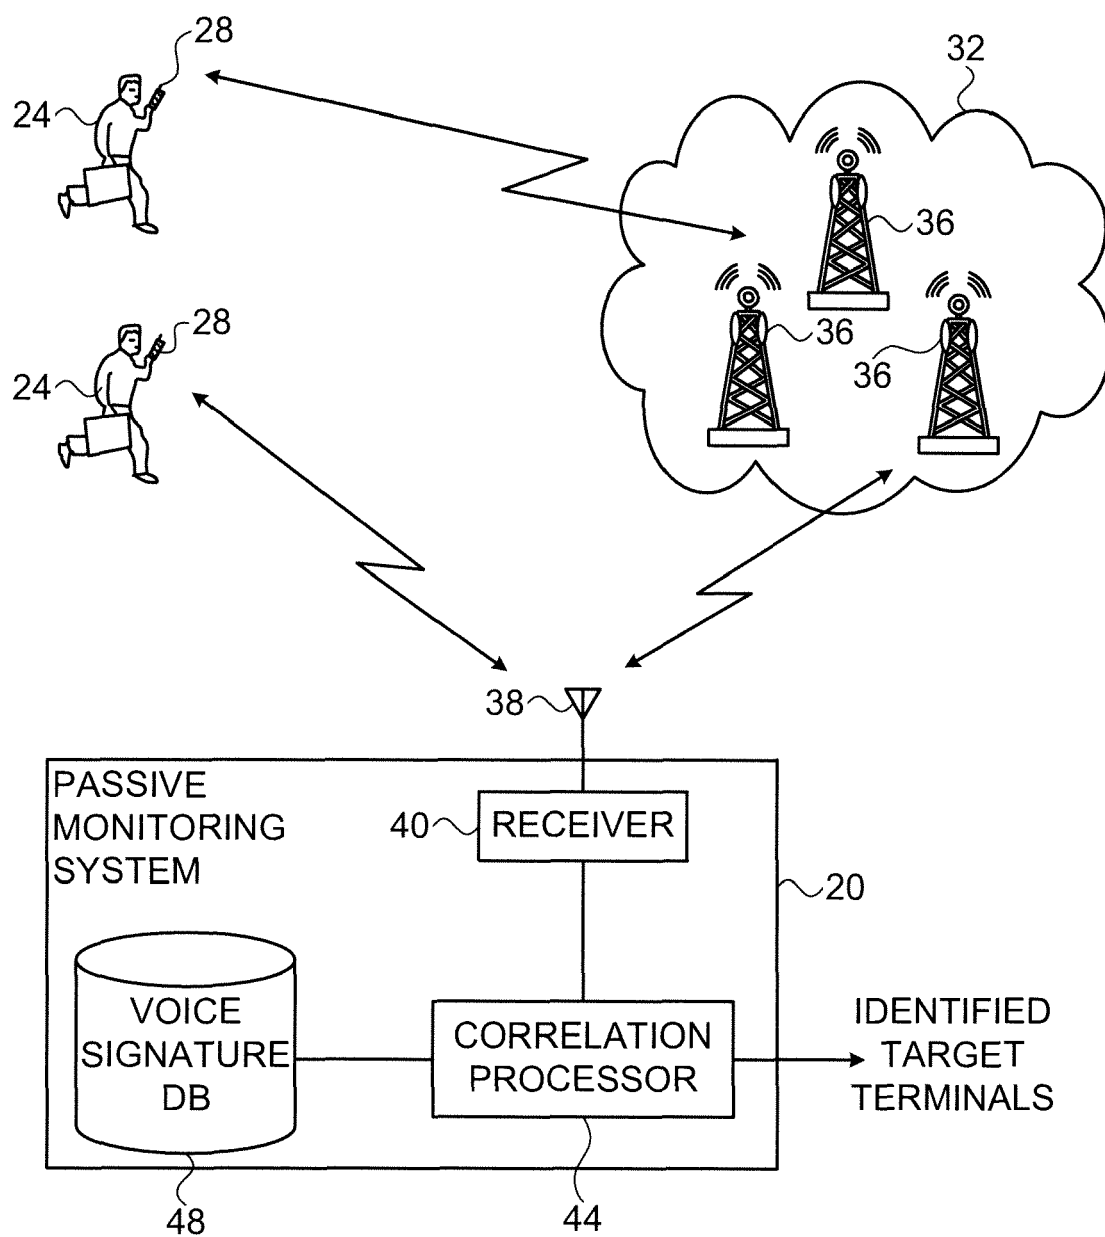 28
24
32
36
36
36
28
24
38
PASSIVE
MONITORING
SYSTEM
40
RECEIVER
20
VOICE
SIGNATURE
DB
CORRELATION
PROCESSOR
IDENTIFIED
TARGET
TERMINALS
48
44